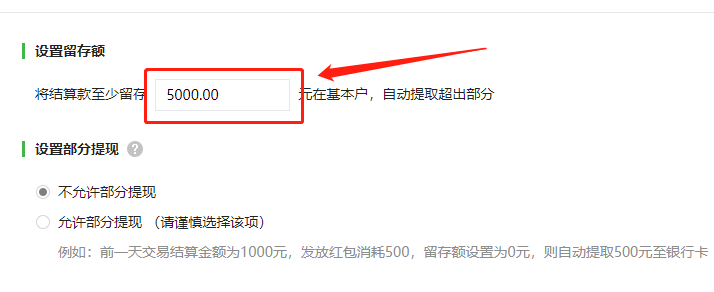 设置留存额
将结算款至少留存 5000.00 元在基本户，自动提取超出部分
设置部分提现 ?
不允许部分提现
允许部分提现 （请谨慎选择该项）
例如：前一天交易结算金额为1000元，发放红包消耗500，留存额设置为0元，则自动提取500元至银行卡